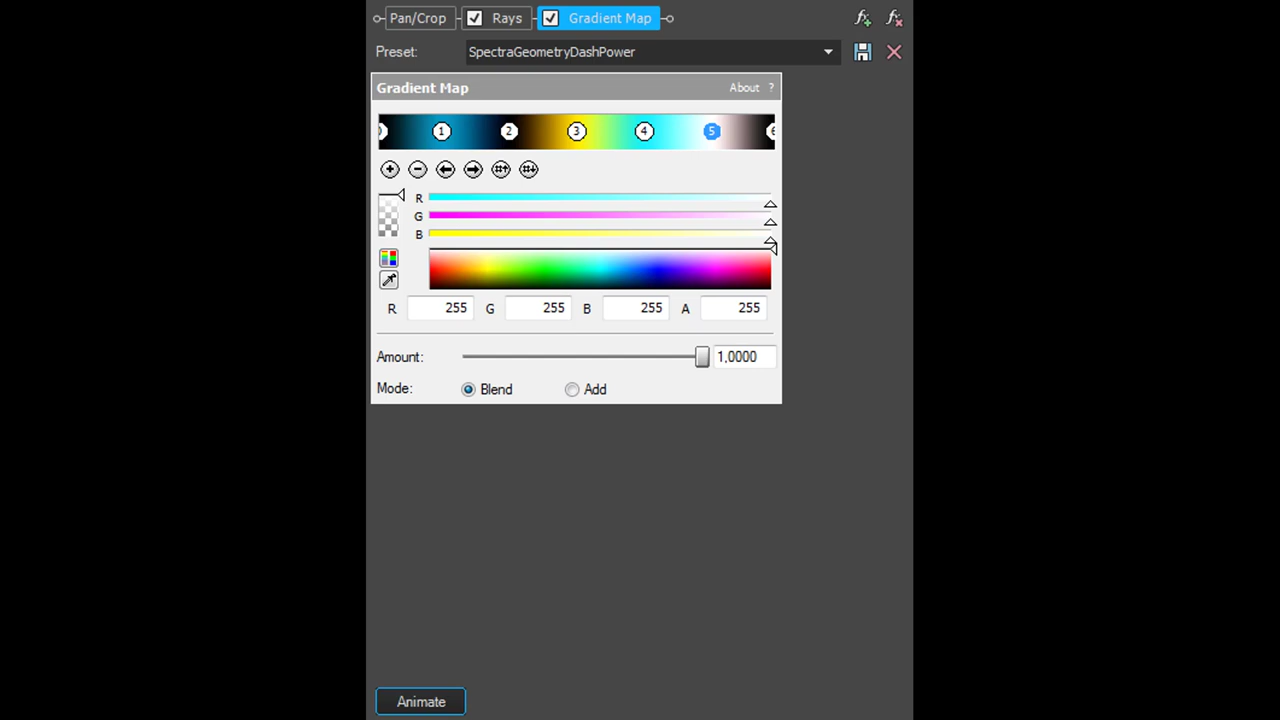 Pan/Crop Rays Gradient Map
Preset: SpectraGeometryDashPower
Gradient Map About ?
1 2 3 4 5 6
R
G
B
R 255 G 255 B 255 A 255
Amount: 1,0000
Mode: Blend Add
Animate